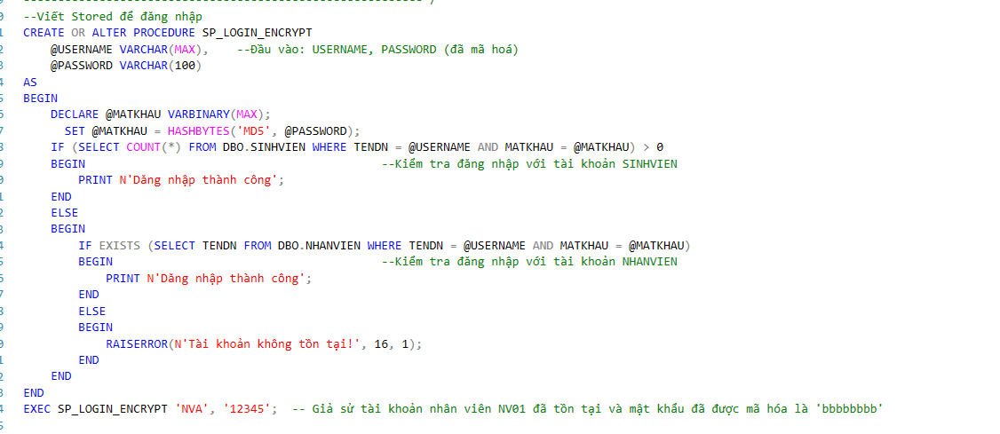 --Viết Stored để đăng nhập
CREATE OR ALTER PROCEDURE SP_LOGIN_ENCRYPT
@USERNAME VARCHAR(MAX), --Đầu vào: USERNAME, PASSWORD (đã mã hoá)
@PASSWORD VARCHAR(100)
AS
BEGIN
DECLARE @MATKHAU VARBINARY(MAX);
SET @MATKHAU = HASHBYTES('MD5', @PASSWORD);
IF (SELECT COUNT(*) FROM DBO.SINHVIEN WHERE TENDN = @USERNAME AND MATKHAU = @MATKHAU) > 0
BEGIN --Kiểm tra đăng nhập với tài khoản SINHVIEN
PRINT N'Dăng nhập thành công';
END
ELSE
BEGIN
IF EXISTS (SELECT TENDN FROM DBO.NHANVIEN WHERE TENDN = @USERNAME AND MATKHAU = @MATKHAU)
BEGIN --Kiểm tra đăng nhập với tài khoản NHANVIEN
PRINT N'Dăng nhập thành công';
END
ELSE
BEGIN
RAISERROR(N'Tài khoản không tồn tại!', 16, 1);
END
END
END
EXEC SP_LOGIN_ENCRYPT 'NVA', '12345'; -- Giả sử tài khoản nhân viên NV01 đã tồn tại và mật khẩu đã được mã hóa là 'bbbbbbbb'